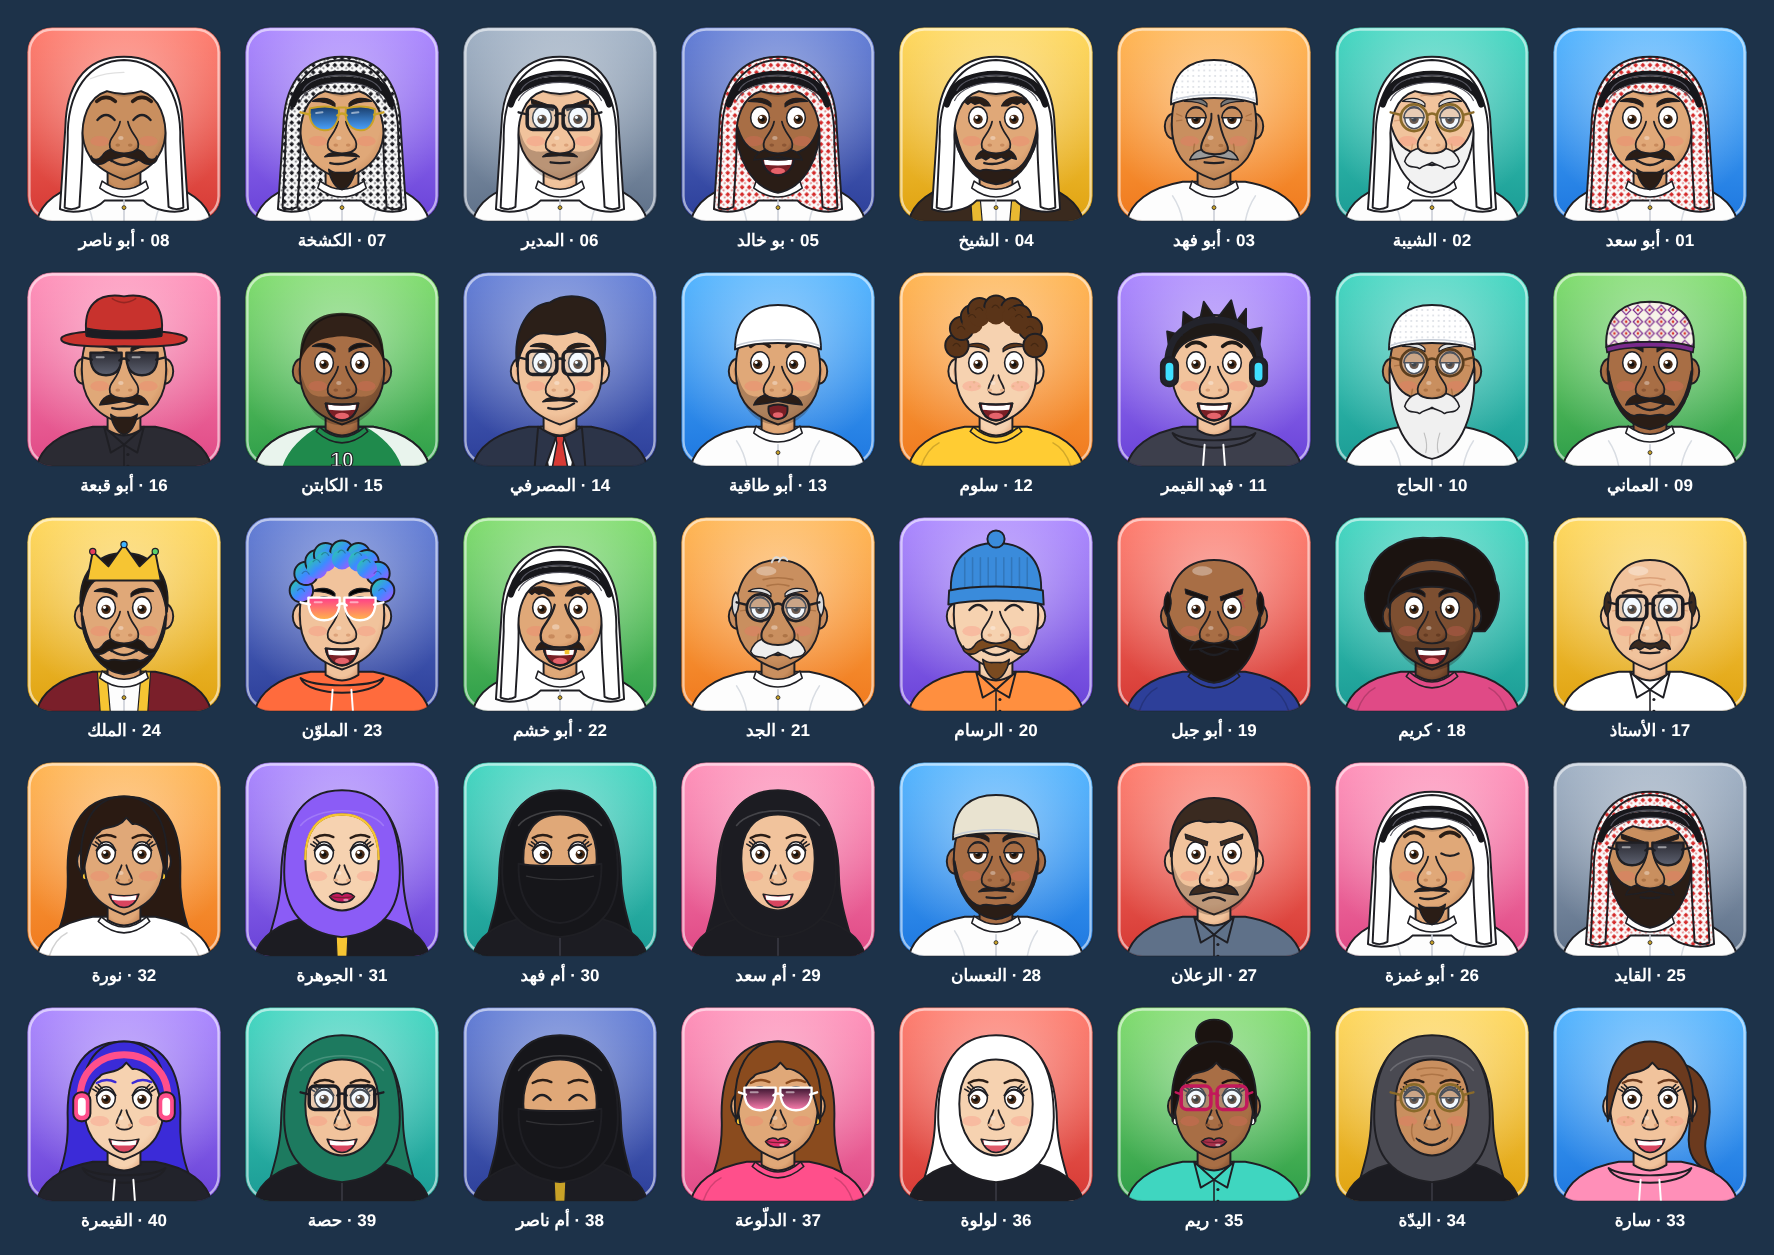 01 · أبو سعد
02 · الشيبة
03 · أبو فهد
04 · الشيخ
05 · بو خالد
06 · المدير
07 · الكشخة
08 · أبو ناصر
09 · العماني
10 · الحاج
11 · فهد القيمر
12 · سلوم
13 · أبو طاقية
14 · المصرفي
15 · الكابتن
10
16 · أبو قبعة
17 · الأستاذ
18 · كريم
19 · أبو جبل
20 · الرسام
21 · الجد
22 · أبو خشم
23 · الملوّن
24 · الملك
25 · القايد
26 · أبو غمزة
27 · الزعلان
28 · النعسان
29 · أم سعد
30 · أم فهد
31 · الجوهرة
32 · نورة
33 · سارة
34 · اليدّة
35 · ريم
36 · لولوة
37 · الدلّوعة
38 · أم ناصر
39 · حصة
40 · القيمرة